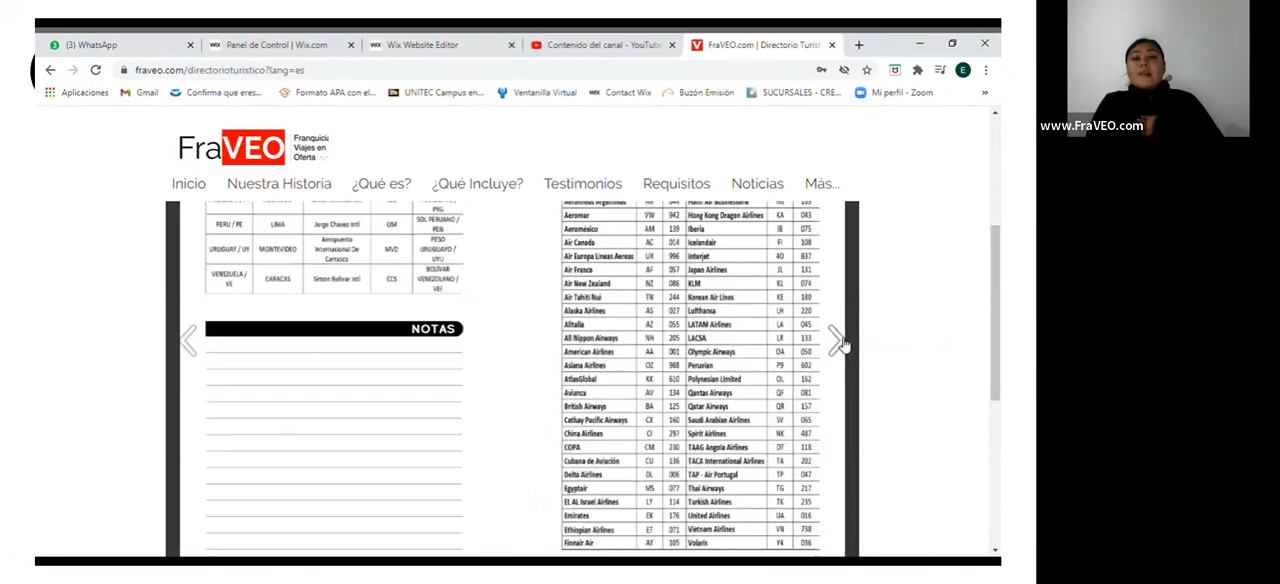 (3) WhatsApp
Panel de Control | Wix.com
Wix Website Editor
Contenido del canal - YouTube
FraVEO.com | Directorio Turíst
fraveo.com/directorioturistico?lang=es
Aplicaciones
Gmail
Confirma que eres...
Formato APA con el...
UNITEC Campus en...
Ventanilla Virtual
Contact Wix
Buzón Emisión
SUCURSALES - CRE...
Mi perfil - Zoom
www.FraVEO.com
FraVEO
Franquicia
Viajes en
Oferta
Inicio
Nuestra Historia
¿Qué es?
¿Qué Incluye?
Testimonios
Requisitos
Noticias
Más...
PERU / PE LIMA Jorge Chavez Intl LIM SOL PERUANO / PEN
URUGUAY / UY MONTEVIDEO Aeropuerto Internacional De Carrasco MVD PESO URUGUAYO / UYU
VENEZUELA / VE CARACAS Simon Bolívar Intl CCS BOLÍVAR VENEZOLANO / VEF
NOTAS
Aeromar VW 942 Hong Kong Dragon Airlines KA 043
Aeroméxico AM 139 Iberia IB 075
Air Canada AC 014 Icelandair FI 108
Air Europa Lineas Aereas UX 996 Interjet 4O 837
Air France AF 057 Japan Airlines JL 131
Air New Zealand NZ 086 KLM KL 074
Air Tahiti Nui TN 244 Korean Air Lines KE 180
Alaska Airlines AS 027 Lufthansa LH 220
Alitalia AZ 055 LATAM Airlines LA 045
All Nippon Airways NH 205 LACSA LR 133
American Airlines AA 001 Olympic Airways OA 050
Asiana Airlines OZ 988 Peruvian P9 602
AtlasGlobal KK 610 Polynesian Limited OL 162
Avianca AV 134 Qantas Airways QF 081
British Airways BA 125 Qatar Airways QR 157
Cathay Pacific Airways CX 160 Saudi Arabian Airlines SV 065
China Airlines CI 297 Spirit Airlines NK 487
COPA CM 230 TAAG Angola Airlines DT 118
Cubana de Aviación CU 136 TACA International Airlines TA 202
Delta Airlines DL 006 TAP - Air Portugal TP 047
Egyptair MS 077 Thai Airways TG 217
EL AL Israel Airlines LY 114 Turkish Airlines TK 235
Emirates EK 176 United Airlines UA 016
Ethiopian Airlines ET 071 Vietnam Airlines VN 738
Finnair Air AY 105 Volaris Y4 036